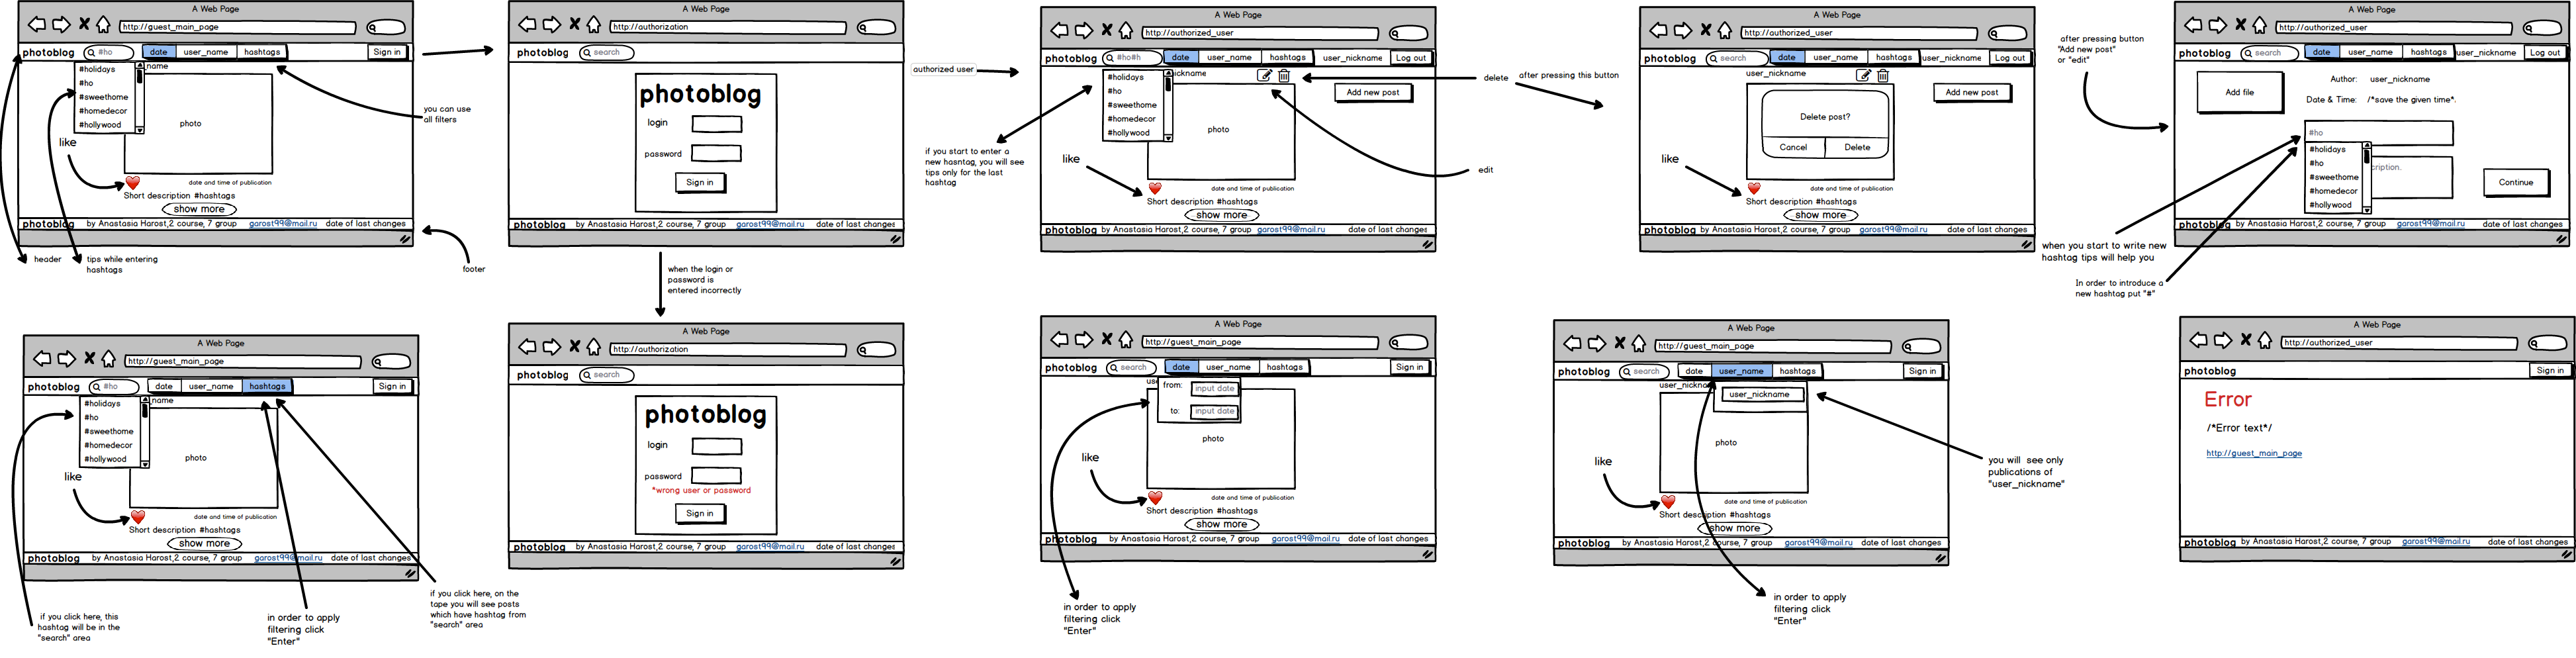 A Web Page
http://guest_main_page
photoblog
#ho
date
user_name
hashtags
Sign in
name
#holidays
#ho
#sweethome
#homedecor
#hollywood
photo
like
date and time of publication
Short description #hashtags
show more
photoblog by Anastasia Harost,2 course, 7 group garost99@mail.ru date of last changes
you can use
all filters
header
tips while entering
hashtags
footer
A Web Page
http://authorization
photoblog
search
photoblog
login
password
Sign in
photoblog by Anastasia Harost,2 course, 7 group garost99@mail.ru date of last changes
when the login or
password is
entered incorrectly
authorized user
A Web Page
http://authorized_user
photoblog
#ho#h
date
user_name
hashtags
user_nickname
Log out
ickname
#holidays
#ho
#sweethome
#homedecor
#hollywood
Add new post
photo
like
date and time of publication
Short description #hashtags
show more
photoblog by Anastasia Harost,2 course, 7 group garost99@mail.ru date of last changes
if you start to enter a
new hasntag, you will see
tips only for the last
hashtag
delete
edit
after pressing this button
A Web Page
http://authorized_user
photoblog
search
date
user_name
hashtags
user_nickname
Log out
user_nickname
Add new post
Delete post?
Cancel
Delete
like
date and time of publication
Short description #hashtags
show more
photoblog by Anastasia Harost,2 course, 7 group garost99@mail.ru date of last changes
after pressing button
"Add new post"
or "edit"
A Web Page
http://authorized_user
photoblog
search
date
user_name
hashtags
user_nickname
Log out
Add file
Author: user_nickname
Date & Time: /*save the given time*.
#ho
#holidays
#ho
#sweethome
#homedecor
#hollywood
cription.
Continue
photoblog by Anastasia Harost,2 course, 7 group garost99@mail.ru date of last changes
when you start to write new
hashtag tips will help you
In order to introduce a
new hashtag put "#"
A Web Page
http://guest_main_page
photoblog
#ho
date
user_name
hashtags
Sign in
name
#holidays
#ho
#sweethome
#homedecor
#hollywood
photo
like
date and time of publication
Short description #hashtags
show more
photoblog by Anastasia Harost,2 course, 7 group garost99@mail.ru date of last changes
if you click here, this
hashtag will be in the
"search" area
in order to apply
filtering click
"Enter"
if you click here, on the
tape you will see posts
which have hashtag from
"search" area
A Web Page
http://authorization
photoblog
search
photoblog
login
password
*wrong user or password
Sign in
photoblog by Anastasia Harost,2 course, 7 group garost99@mail.ru date of last changes
A Web Page
http://guest_main_page
photoblog
search
date
user_name
hashtags
Sign in
from:
input date
to:
input date
photo
like
date and time of publication
Short description #hashtags
show more
photoblog by Anastasia Harost,2 course, 7 group garost99@mail.ru date of last changes
in order to apply
filtering click
"Enter"
A Web Page
http://guest_main_page
photoblog
search
date
user_name
hashtags
Sign in
user_nickname
user_nickname
photo
like
date and time of publication
Short description #hashtags
show more
photoblog by Anastasia Harost,2 course, 7 group garost99@mail.ru date of last changes
you will see only
publications of
"user_nickname"
in order to apply
filtering click
"Enter"
A Web Page
http://authorized_user
photoblog
Sign in
Error
/*Error text*/
http://guest_main_page
photoblog by Anastasia Harost,2 course, 7 group garost99@mail.ru date of last changes